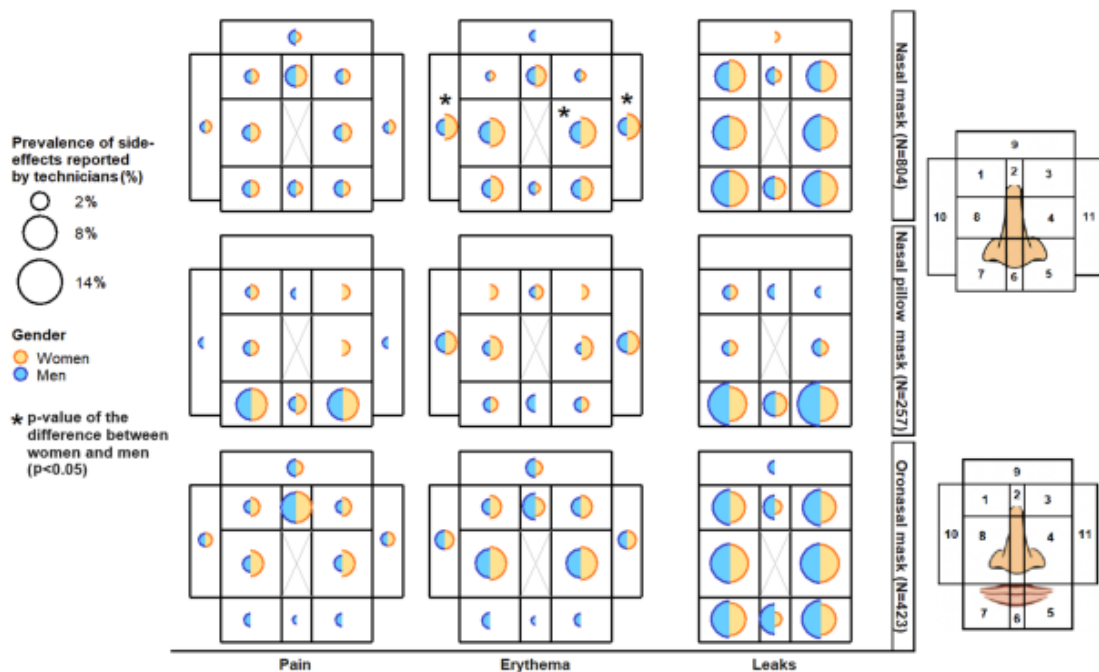 Prevalence of side-
effects reported
by technicians (%)
2%
8%
14%
Gender
Women
Men
* p-value of the
difference between
women and men
(p<0.05)
*
*
*
Nasal mask (N=804)
Nasal pillow mask (N=257)
Oronasal mask (N=423)
9
1 2 3
10 8 4 11
7 6 5
9
1 2 3
10 8 4 11
7 6 5
Pain Erythema Leaks